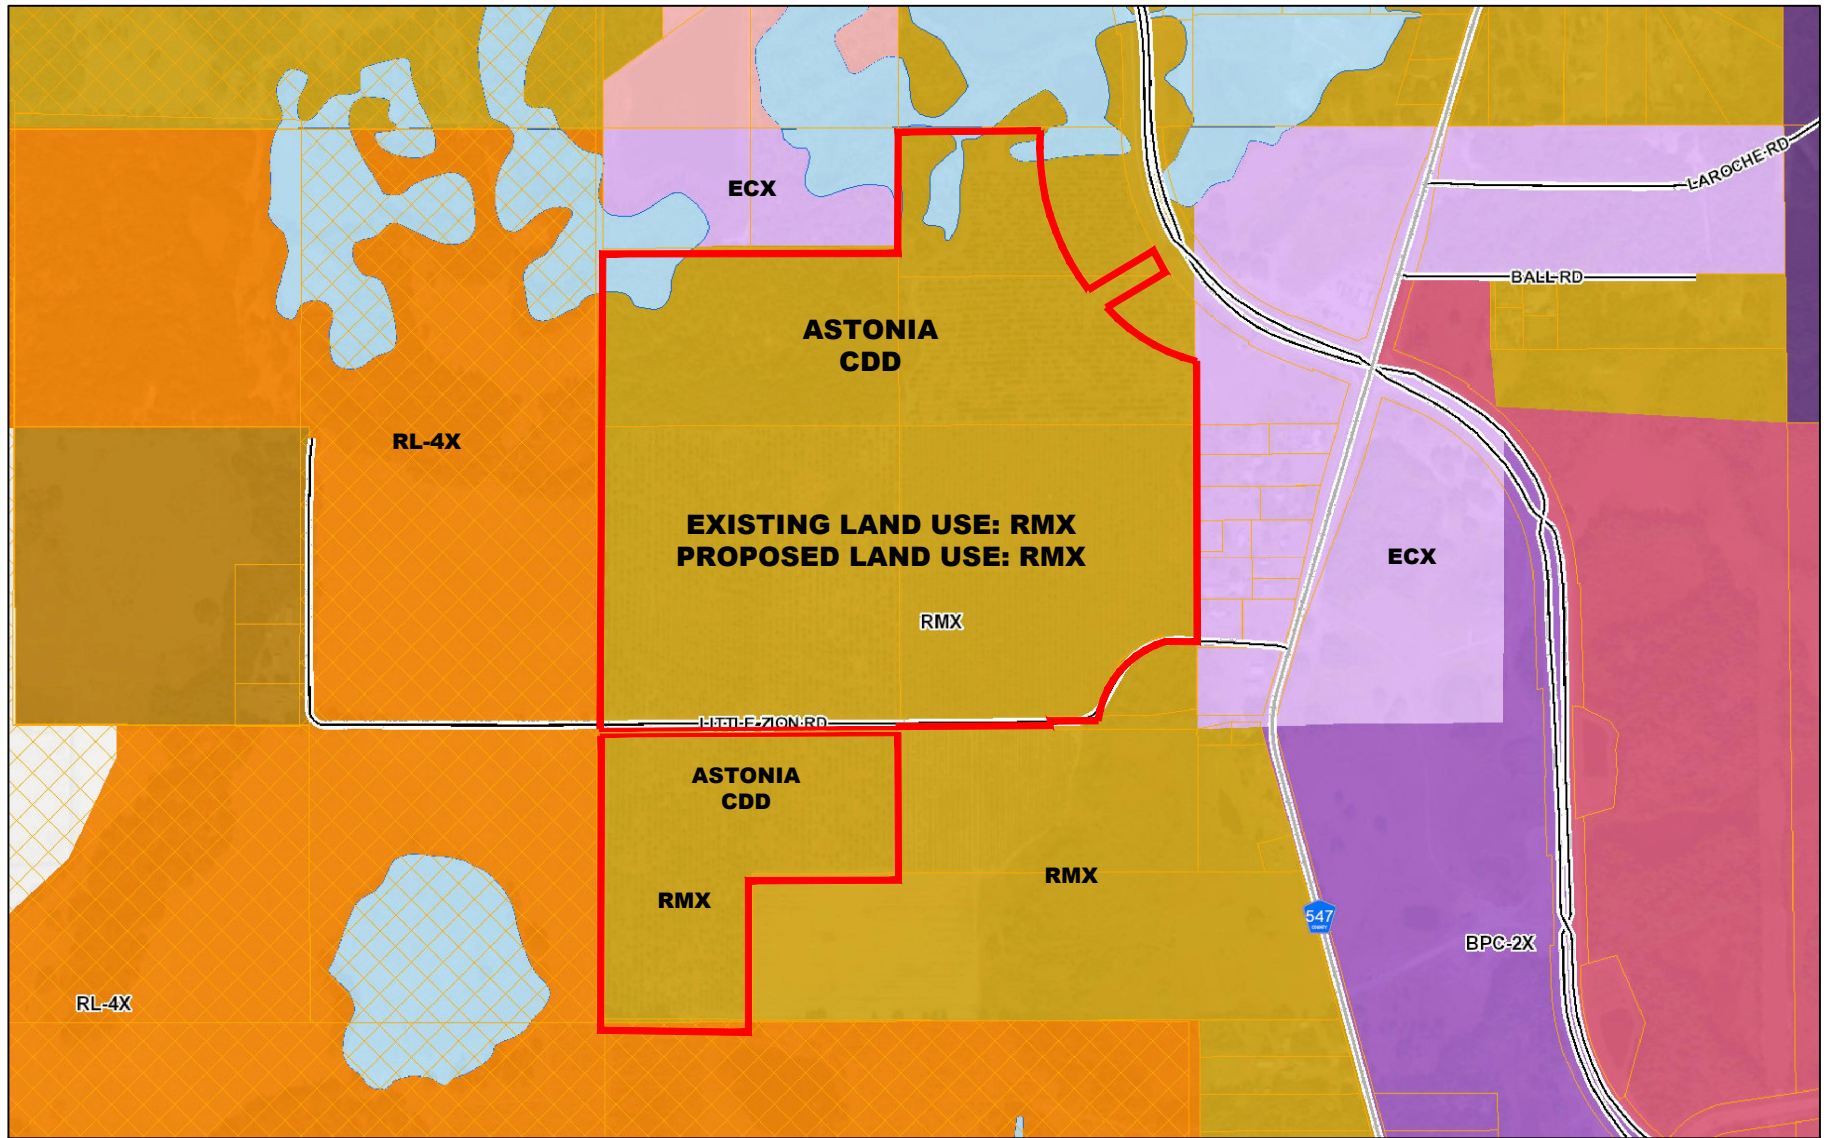 ECX
LAROCHE RD
BALL RD
ASTONIA
CDD
RL-4X
EXISTING LAND USE: RMX
PROPOSED LAND USE: RMX
ECX
RMX
LITTLE ZION RD
ASTONIA
CDD
RMX
RMX
547
COUNTY
BPC-2X
RL-4X